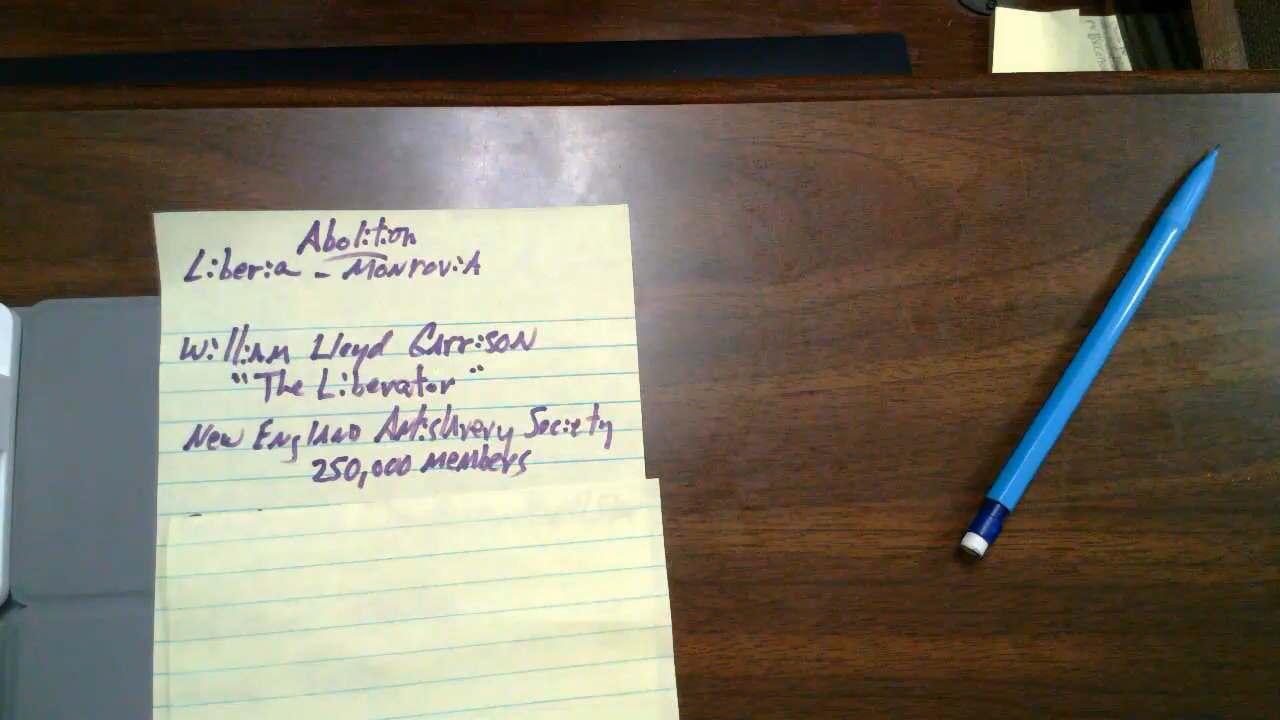 Abolition
Liberia - Monrovia
William Lloyd Garrison
"The Liberator"
New England Antislavery Society
250,000 members